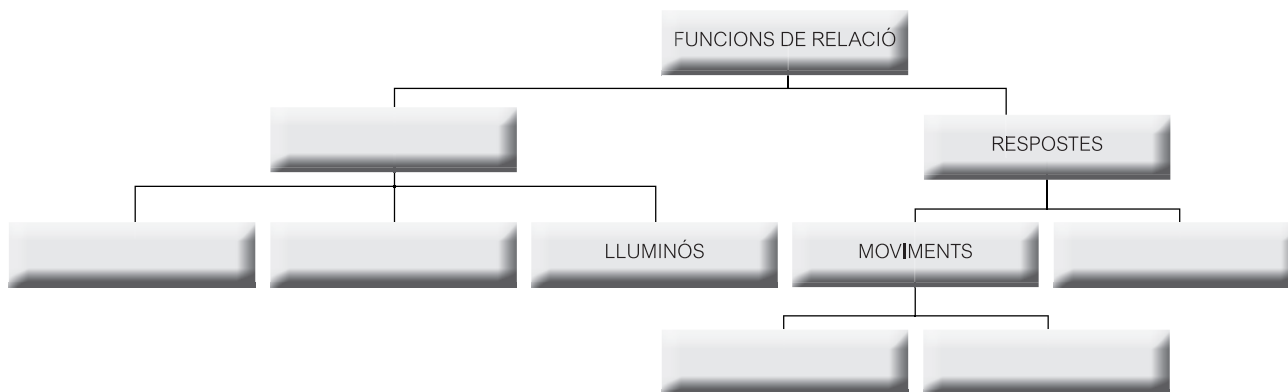 FUNCIONS DE RELACIÓ
RESPOSTES
LLUMINÓS
MOVIMENTS